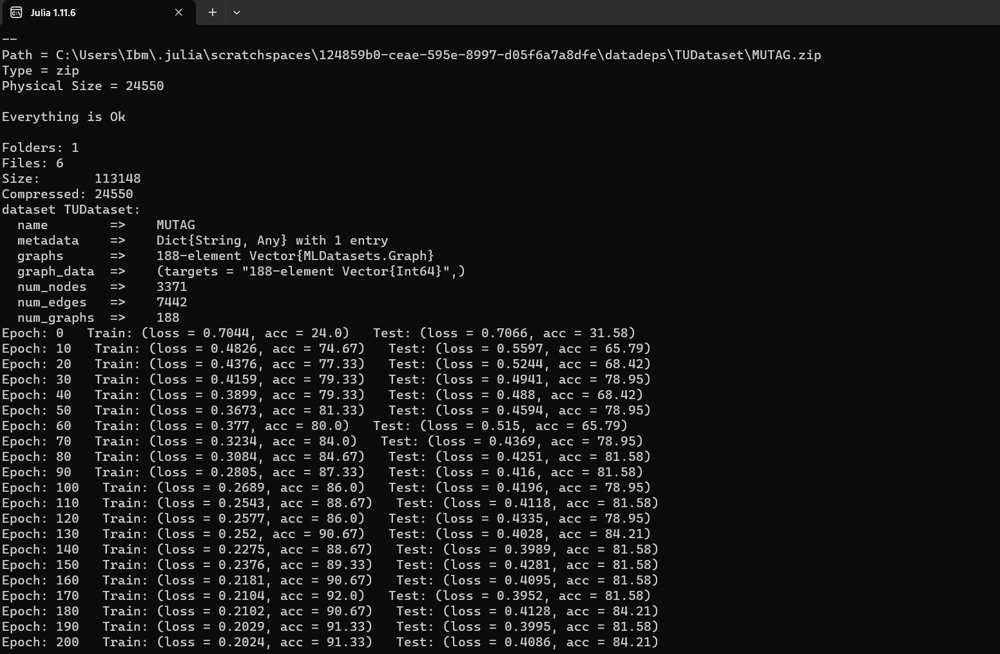 Julia 1.11.6
--
Path = C:\Users\Ibm\.julia\scratchspaces\124859b0-ceae-595e-8997-d05f6a7a8dfe\datadeps\TUDataset\MUTAG.zip
Type = zip
Physical Size = 24550
Everything is Ok
Folders: 1
Files: 6
Size:       113148
Compressed: 24550
dataset TUDataset:
  name        =>    MUTAG
  metadata    =>    Dict{String, Any} with 1 entry
  graphs      =>    188-element Vector{MLDatasets.Graph}
  graph_data  =>    (targets = "188-element Vector{Int64}",)
  num_nodes   =>    3371
  num_edges   =>    7442
  num_graphs  =>    188
Epoch: 0   Train: (loss = 0.7044, acc = 24.0)   Test: (loss = 0.7066, acc = 31.58)
Epoch: 10   Train: (loss = 0.4826, acc = 74.67)   Test: (loss = 0.5597, acc = 65.79)
Epoch: 20   Train: (loss = 0.4376, acc = 77.33)   Test: (loss = 0.5244, acc = 68.42)
Epoch: 30   Train: (loss = 0.4159, acc = 79.33)   Test: (loss = 0.4941, acc = 78.95)
Epoch: 40   Train: (loss = 0.3899, acc = 79.33)   Test: (loss = 0.488, acc = 68.42)
Epoch: 50   Train: (loss = 0.3673, acc = 81.33)   Test: (loss = 0.4594, acc = 78.95)
Epoch: 60   Train: (loss = 0.377, acc = 80.0)   Test: (loss = 0.515, acc = 65.79)
Epoch: 70   Train: (loss = 0.3234, acc = 84.0)   Test: (loss = 0.4369, acc = 78.95)
Epoch: 80   Train: (loss = 0.3084, acc = 84.67)   Test: (loss = 0.4251, acc = 81.58)
Epoch: 90   Train: (loss = 0.2805, acc = 87.33)   Test: (loss = 0.416, acc = 81.58)
Epoch: 100   Train: (loss = 0.2689, acc = 86.0)   Test: (loss = 0.4196, acc = 78.95)
Epoch: 110   Train: (loss = 0.2543, acc = 88.67)   Test: (loss = 0.4118, acc = 81.58)
Epoch: 120   Train: (loss = 0.2577, acc = 86.0)   Test: (loss = 0.4335, acc = 78.95)
Epoch: 130   Train: (loss = 0.252, acc = 90.67)   Test: (loss = 0.4028, acc = 84.21)
Epoch: 140   Train: (loss = 0.2275, acc = 88.67)   Test: (loss = 0.3989, acc = 81.58)
Epoch: 150   Train: (loss = 0.2376, acc = 89.33)   Test: (loss = 0.4281, acc = 81.58)
Epoch: 160   Train: (loss = 0.2181, acc = 90.67)   Test: (loss = 0.4095, acc = 81.58)
Epoch: 170   Train: (loss = 0.2104, acc = 92.0)   Test: (loss = 0.3952, acc = 81.58)
Epoch: 180   Train: (loss = 0.2102, acc = 90.67)   Test: (loss = 0.4128, acc = 84.21)
Epoch: 190   Train: (loss = 0.2029, acc = 91.33)   Test: (loss = 0.3995, acc = 81.58)
Epoch: 200   Train: (loss = 0.2024, acc = 91.33)   Test: (loss = 0.4086, acc = 84.21)